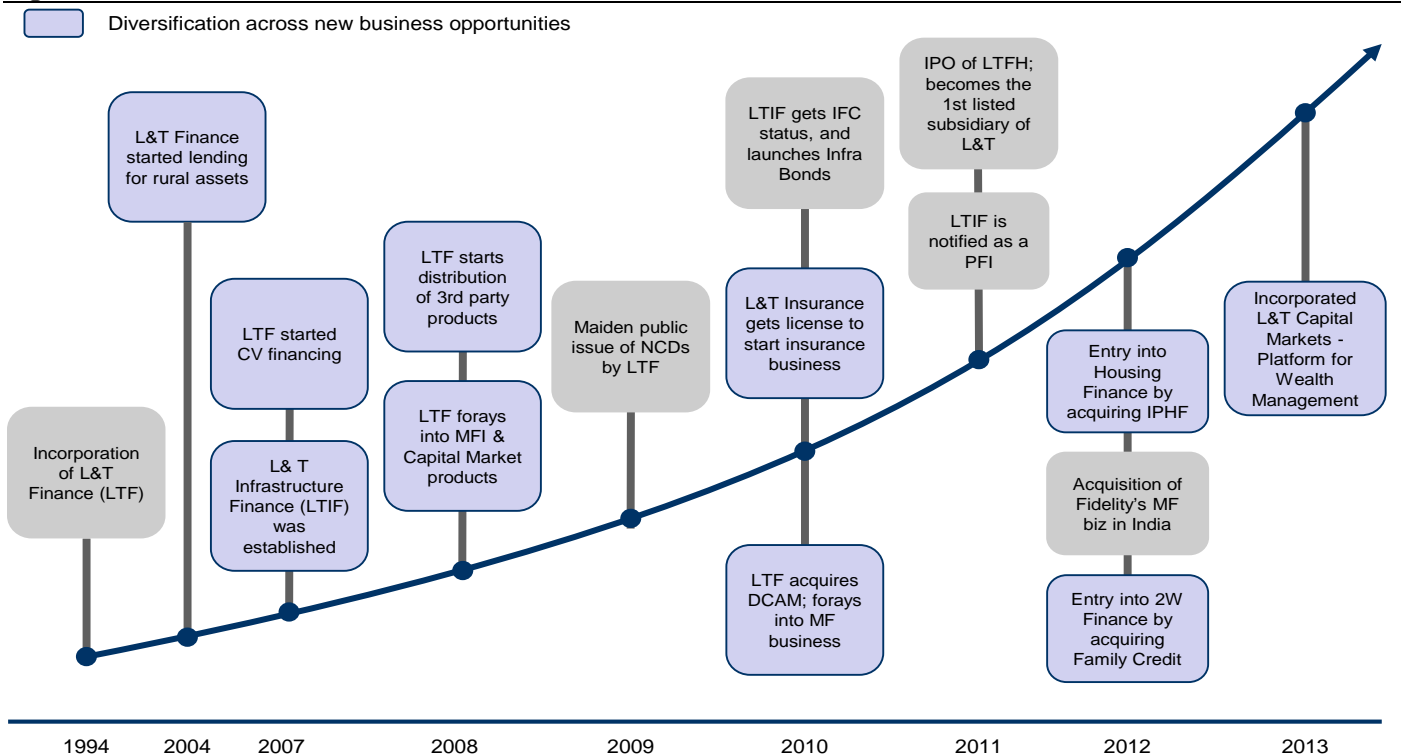 Diversification across new business opportunities
L&T Finance
started lending
for rural assets
Incorporation
of L&T
Finance (LTF)
LTF started
CV financing
L& T
Infrastructure
Finance (LTIF)
was
established
LTF starts
distribution
of 3rd party
products
LTF forays
into MFI &
Capital Market
products
Maiden public
issue of NCDs
by LTF
LTIF gets IFC
status, and
launches Infra
Bonds
L&T Insurance
gets license to
start insurance
business
LTF acquires
DCAM; forays
into MF
business
IPO of LTFH;
becomes the
1st listed
subsidiary of
L&T
LTIF is
notified as a
PFI
Entry into
Housing
Finance by
acquiring IPHF
Acquisition of
Fidelity’s MF
biz in India
Entry into 2W
Finance by
acquiring
Family Credit
Incorporated
L&T Capital
Markets -
Platform for
Wealth
Management
1994 2004 2007 2008 2009 2010 2011 2012 2013